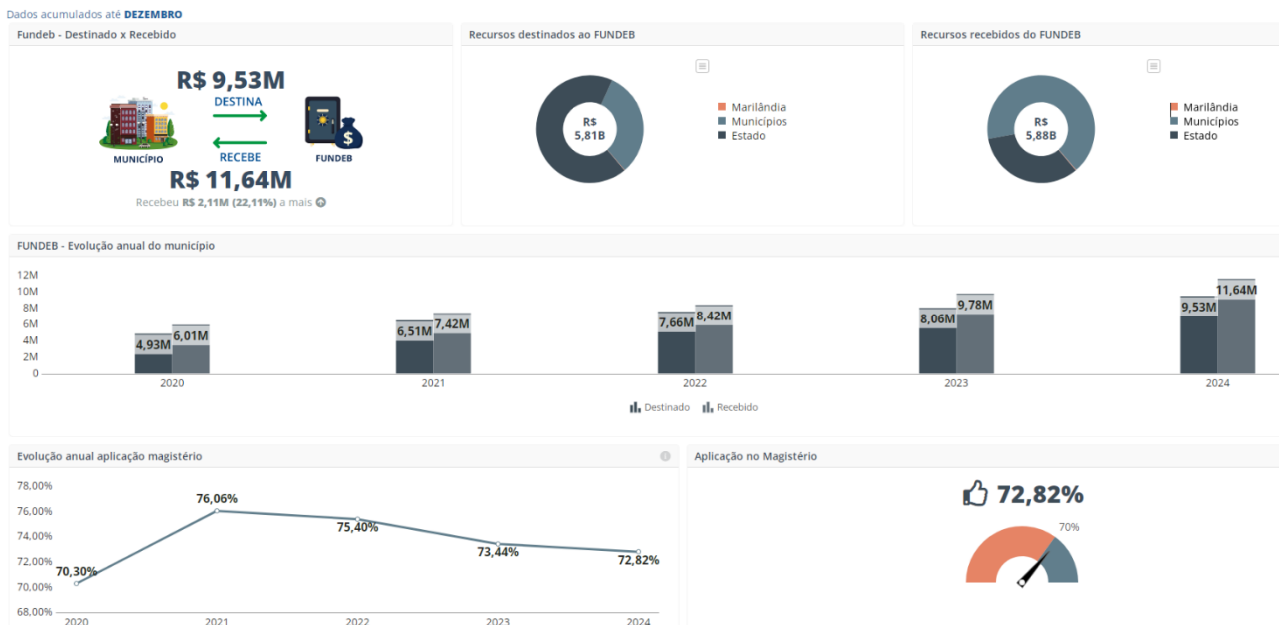 Dados acumulados até DEZEMBRO
Fundeb - Destinado x Recebido
R$ 9,53M
DESTINA
MUNICÍPIO
FUNDEB
RECEBE
R$ 11,64M
Recebeu R$ 2,11M (22,11%) a mais
Recursos destinados ao FUNDEB
R$
5,81B
Marilândia
Municípios
Estado
Recursos recebidos do FUNDEB
R$
5,88B
Marilândia
Municípios
Estado
FUNDEB - Evolução anual do município
12M
10M
8M
6M
4M
2M
0
4,93M
6,01M
6,51M
7,42M
7,66M
8,42M
8,06M
9,78M
9,53M
11,64M
2020
2021
2022
2023
2024
Destinado
Recebido
Evolução anual aplicação magistério
78,00%
76,00%
74,00%
72,00%
70,00%
68,00%
70,30%
76,06%
75,40%
73,44%
72,82%
2020
2021
2022
2023
2024
Aplicação no Magistério
72,82%
70%